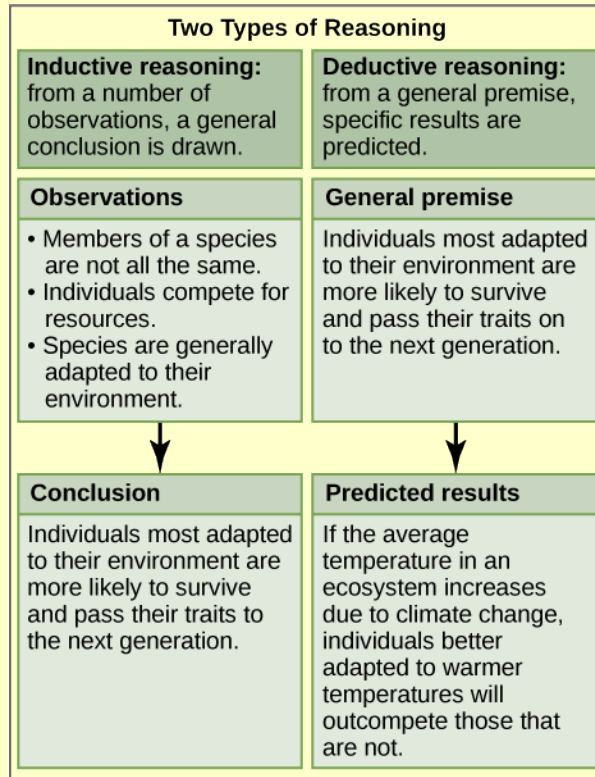 Two Types of Reasoning
Inductive reasoning:
from a number of
observations, a general
conclusion is drawn.
Deductive reasoning:
from a general premise,
specific results are
predicted.
Observations
• Members of a species
are not all the same.
• Individuals compete for
resources.
• Species are generally
adapted to their
environment.
General premise
Individuals most adapted
to their environment are
more likely to survive
and pass their traits on
to the next generation.
Conclusion
Individuals most adapted
to their environment are
more likely to survive
and pass their traits to
the next generation.
Predicted results
If the average
temperature in an
ecosystem increases
due to climate change,
individuals better
adapted to warmer
temperatures will
outcompete those that
are not.